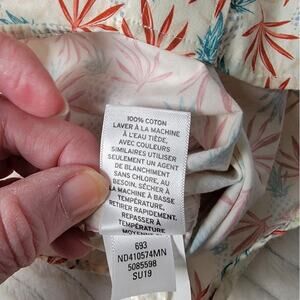 100% COTON
LAVER À LA MACHINE
À L'EAU TIÈDE,
AVEC COULEURS
SIMILAIRES UTILISER
SEULEMENT UN AGENT
DE BLANCHIMENT
SANS CHLORE, AU
BESOIN. SÉCHER À
LA MACHINE À BASSE
TEMPÉRATURE,
RETIRER RAPIDEMENT.
REPASSER À
TEMPÉRATURE
MOYENNE
693
ND410574MN
5085598
SU19